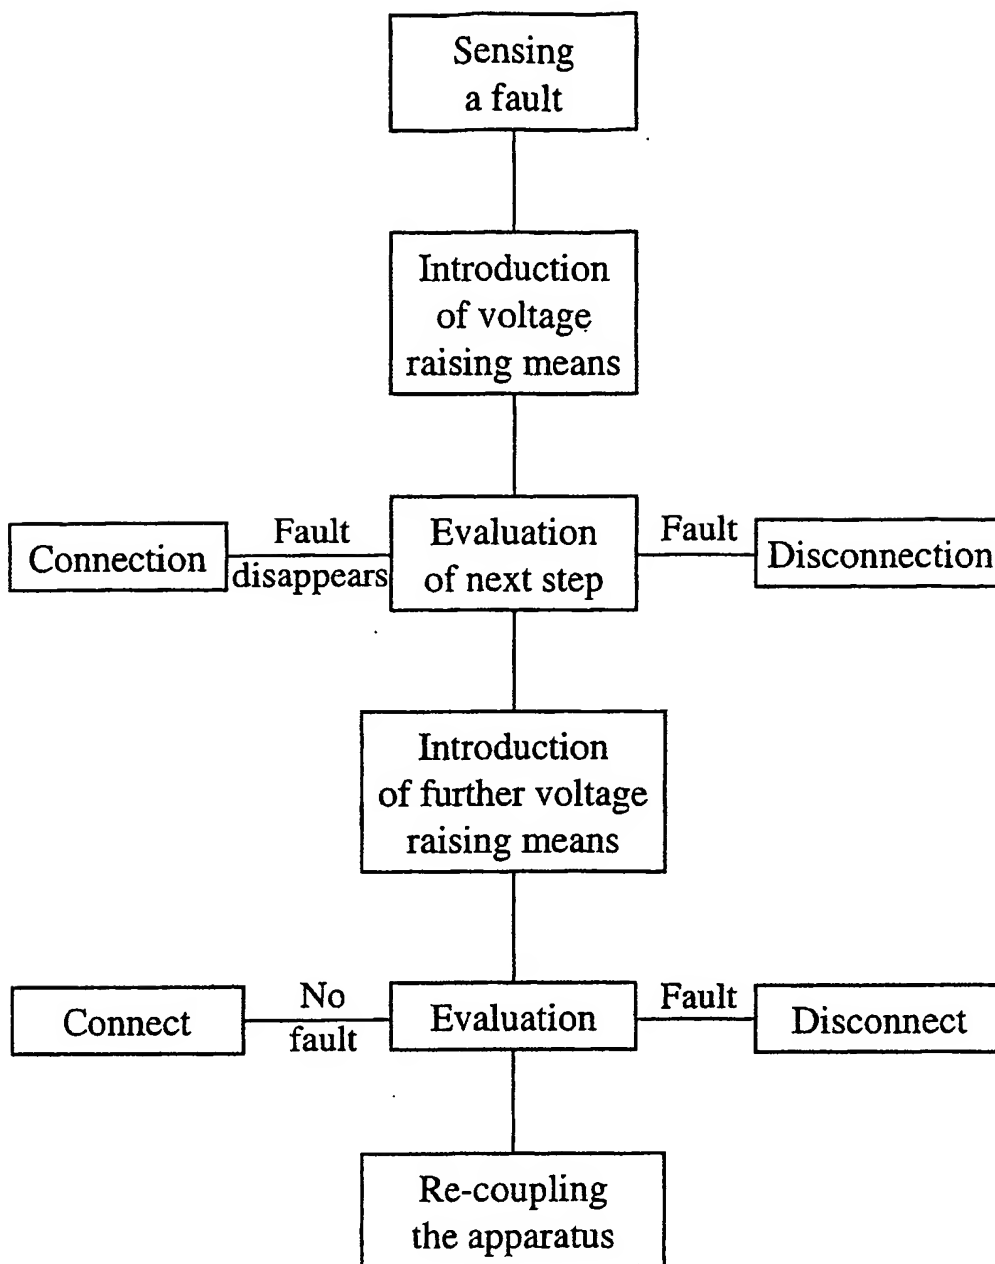 Sensing
a fault
Introduction
of voltage
raising means
Connection
Fault
disappears
Evaluation
of next step
Fault
Disconnection
Introduction
of further voltage
raising means
Connect
No
fault
Evaluation
Fault
Disconnect
Re-coupling
the apparatus